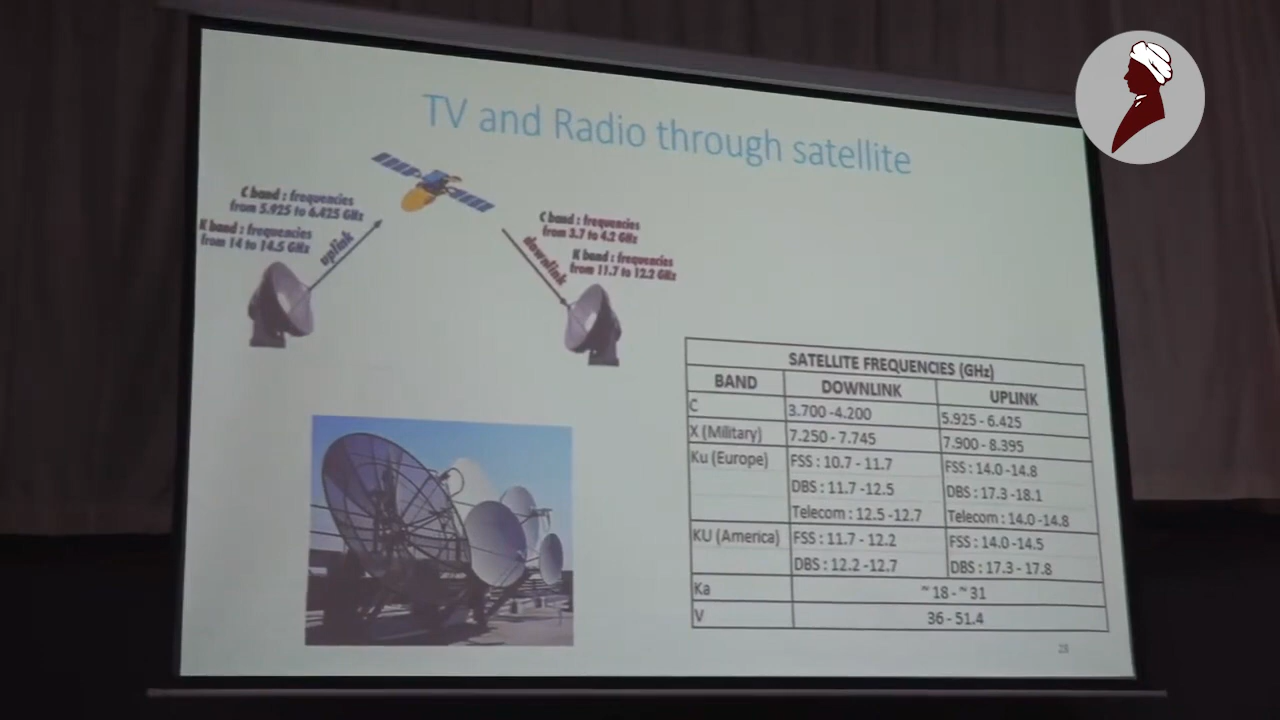 TV and Radio through satellite
C band : frequencies
from 5.925 to 6.425 GHz
K band : frequencies
from 14 to 14.5 GHz
uplink
C band : frequencies
from 3.7 to 4.2 GHz
downlink
K band : frequencies
from 11.7 to 12.2 GHz
SATELLITE FREQUENCIES (GHz)
BAND DOWNLINK UPLINK
C 3.700 -4.200 5.925 - 6.425
X (Military) 7.250 - 7.745 7.900 - 8.395
Ku (Europe) FSS : 10.7 - 11.7 FSS : 14.0 -14.8
DBS : 11.7 -12.5 DBS : 17.3 -18.1
Telecom : 12.5 -12.7 Telecom : 14.0 -14.8
KU (America) FSS : 11.7 - 12.2 FSS : 14.0 -14.5
DBS : 12.2 -12.7 DBS : 17.3 - 17.8
Ka ~ 18 - ~ 31
V 36 - 51.4